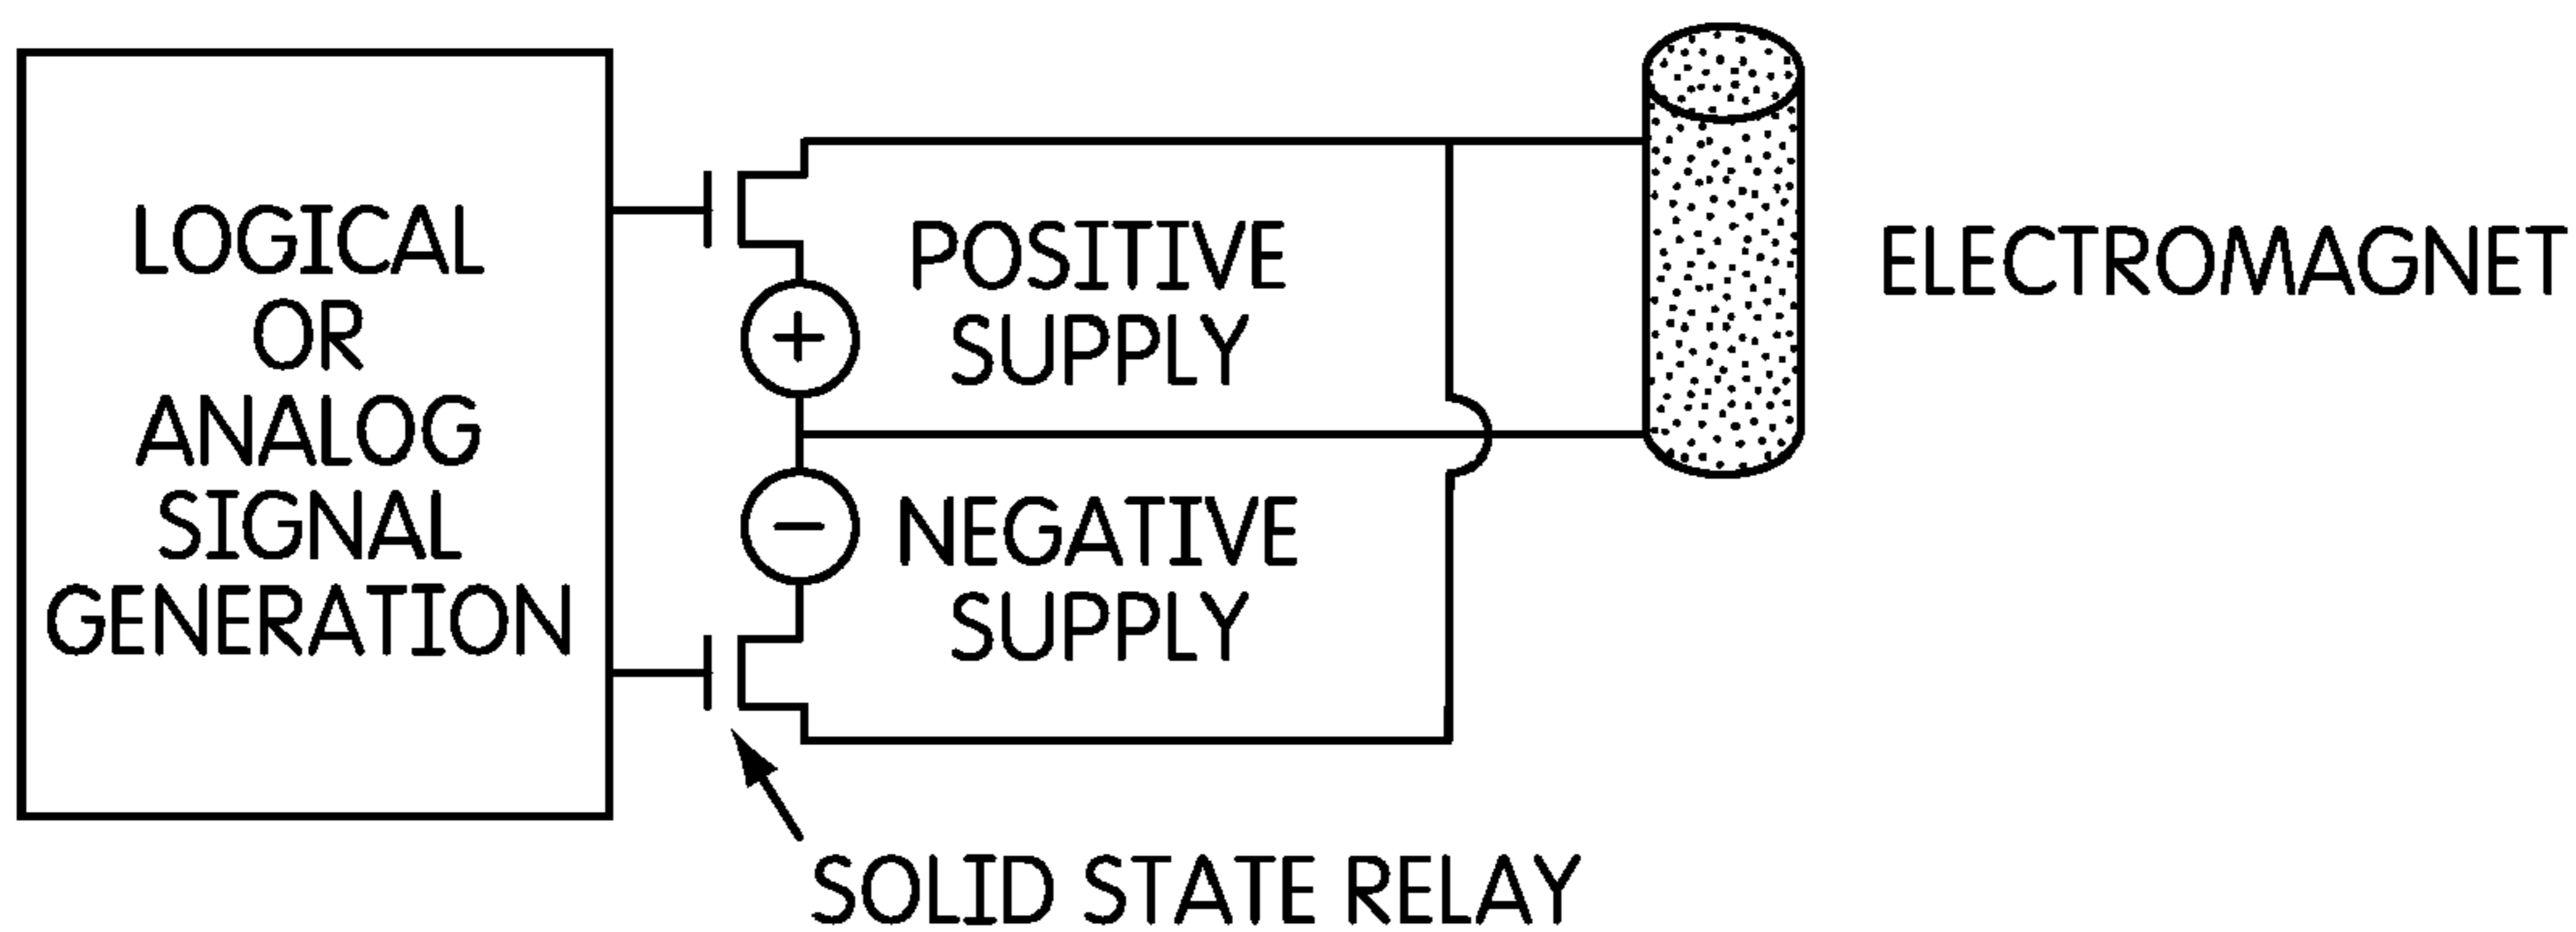 LOGICAL
OR
ANALOG
SIGNAL
GENERATION
POSITIVE
SUPPLY
+
NEGATIVE
SUPPLY
−
ELECTROMAGNET
SOLID STATE RELAY